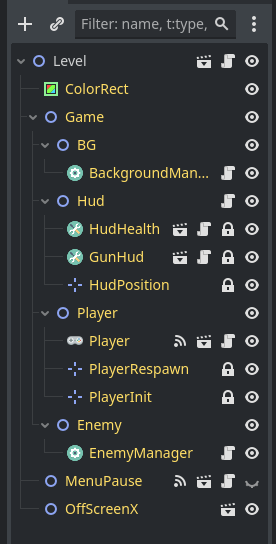 Filter: name, t:type,
Level
ColorRect
Game
BG
BackgroundMan...
Hud
HudHealth
GunHud
HudPosition
Player
Player
PlayerRespawn
PlayerInit
Enemy
EnemyManager
MenuPause
OffScreenX